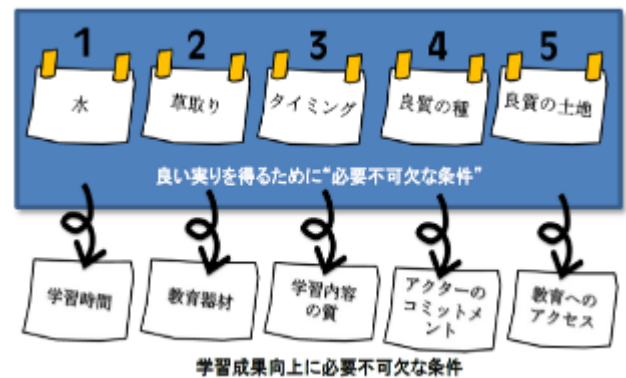 1 2 3 4 5
水 草取り タイミング 良質の種 良質の土地
良い実りを得るために“必要不可欠な条件”
学習時間
教育器材
学習内容
の質
アクターの
コミットメ
ント
教育への
アクセス
学習成果向上に必要不可欠な条件